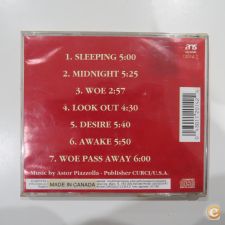 1. SLEEPING 5:00
2. MIDNIGHT 5:25
3. WOE 2:57
4. LOOK OUT 4:30
5. DESIRE 5:40
6. AWAKE 5:50
7. WOE PASS AWAY 6:00
Music by Astor Piazzolla - Publisher CURCI/U.S.A.
MADE IN CANADA